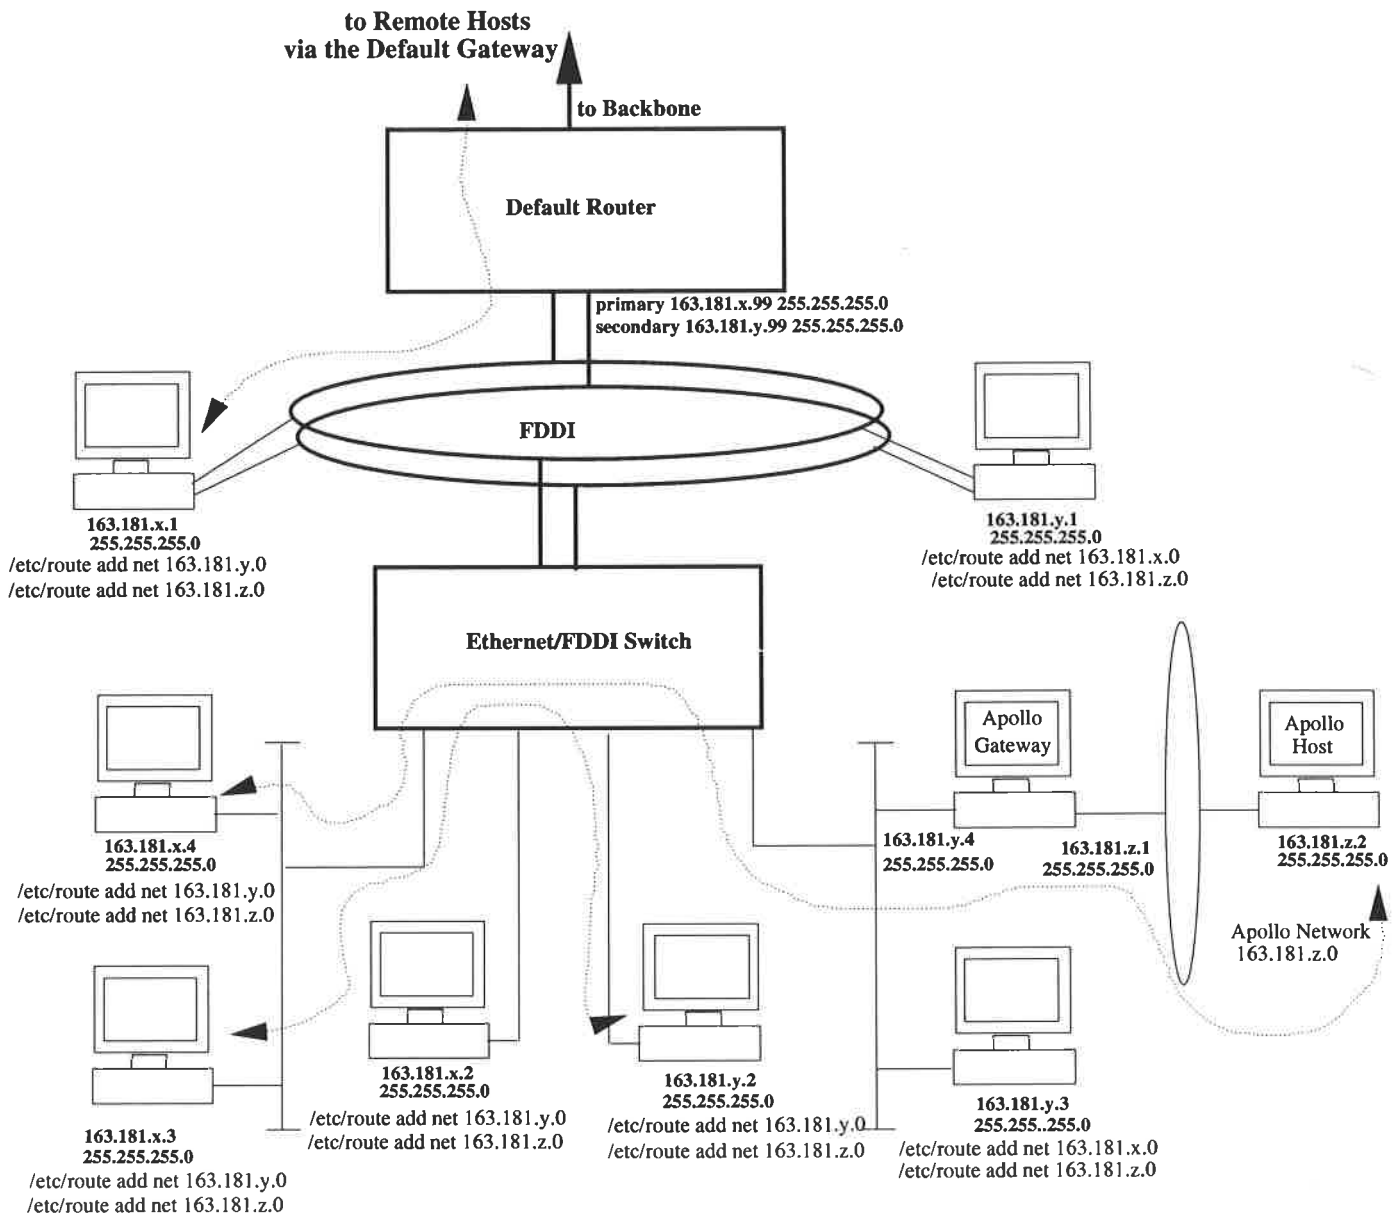 to Remote Hosts
via the Default Gateway
to Backbone
Default Router
primary 163.181.x.99 255.255.255.0
secondary 163.181.y.99 255.255.255.0
FDDI
163.181.x.1
255.255.255.0
/etc/route add net 163.181.y.0
/etc/route add net 163.181.z.0
163.181.y.1
255.255.255.0
/etc/route add net 163.181.x.0
/etc/route add net 163.181.z.0
Ethernet/FDDI Switch
Apollo
Gateway
Apollo
Host
163.181.x.4
255.255.255.0
/etc/route add net 163.181.y.0
/etc/route add net 163.181.z.0
163.181.y.4
255.255.255.0
163.181.z.1
255.255.255.0
163.181.z.2
255.255.255.0
Apollo Network
163.181.z.0
163.181.x.3
255.255.255.0
/etc/route add net 163.181.y.0
/etc/route add net 163.181.z.0
163.181.x.2
255.255.255.0
/etc/route add net 163.181.y.0
/etc/route add net 163.181.z.0
163.181.y.2
255.255.255.0
/etc/route add net 163.181.y.0
/etc/route add net 163.181.z.0
163.181.y.3
255.255..255.0
/etc/route add net 163.181.x.0
/etc/route add net 163.181.z.0